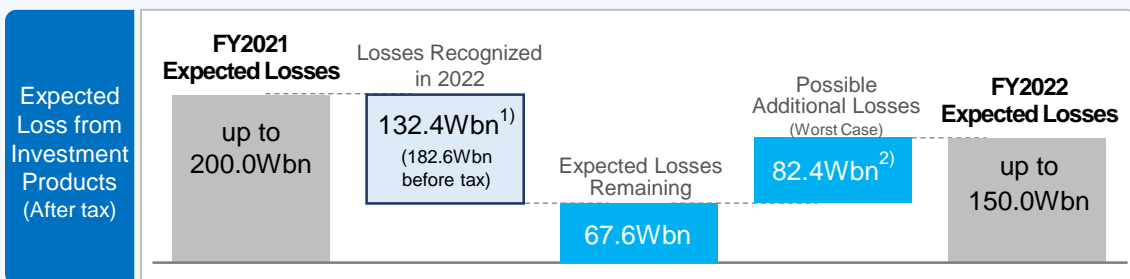 Expected
Loss from
Investment
Products
(After tax)
FY2021
Expected Losses
up to
200.0Wbn
Losses Recognized
in 2022
132.4Wbn1)
(182.6Wbn
before tax)
Expected Losses
Remaining
67.6Wbn
Possible
Additional Losses
(Worst Case)
82.4Wbn2)
FY2022
Expected Losses
up to
150.0Wbn